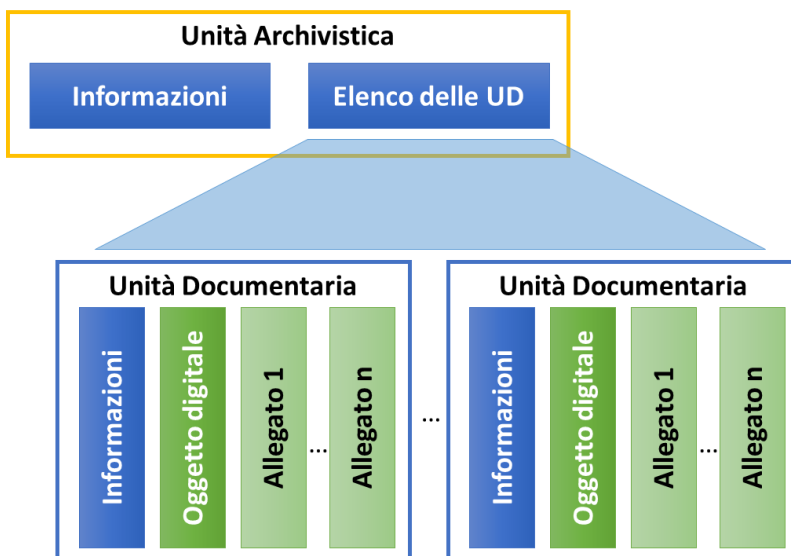 Unità Archivistica
Informazioni
Elenco delle UD
Unità Documentaria
Informazioni
Oggetto digitale
Allegato 1
...
Allegato n
...
Unità Documentaria
Informazioni
Oggetto digitale
Allegato 1
...
Allegato n